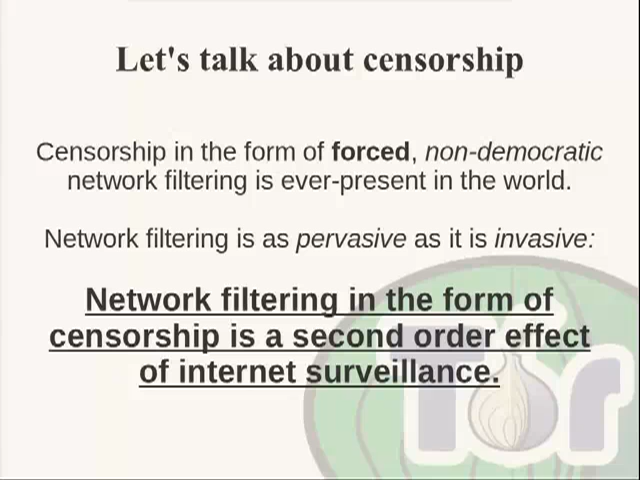 Let's talk about censorship
Censorship in the form of forced, non-democratic
network filtering is ever-present in the world.
Network filtering is as pervasive as it is invasive:
Network filtering in the form of
censorship is a second order effect
of internet surveillance.
Tor